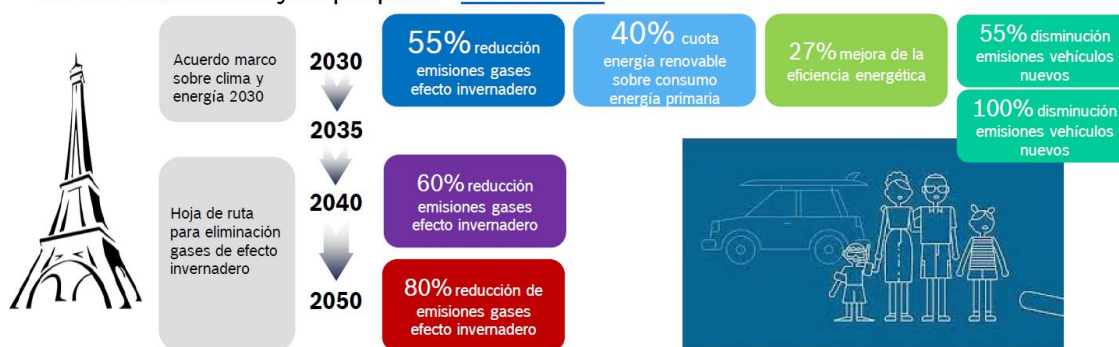 Acuerdo marco
sobre clima y
energía 2030
2030
55% reducción
emisiones gases
efecto invernadero
40% cuota
energía renovable
sobre consumo
energía primaria
27% mejora de la
eficiencia energética
55% disminución
emisiones vehículos
nuevos
2035
100% disminución
emisiones vehículos
nuevos
Hoja de ruta
para eliminación
gases de efecto
invernadero
2040
60% reducción
emisiones gases
efecto invernadero
2050
80% reducción de
emisiones gases
efecto invernadero